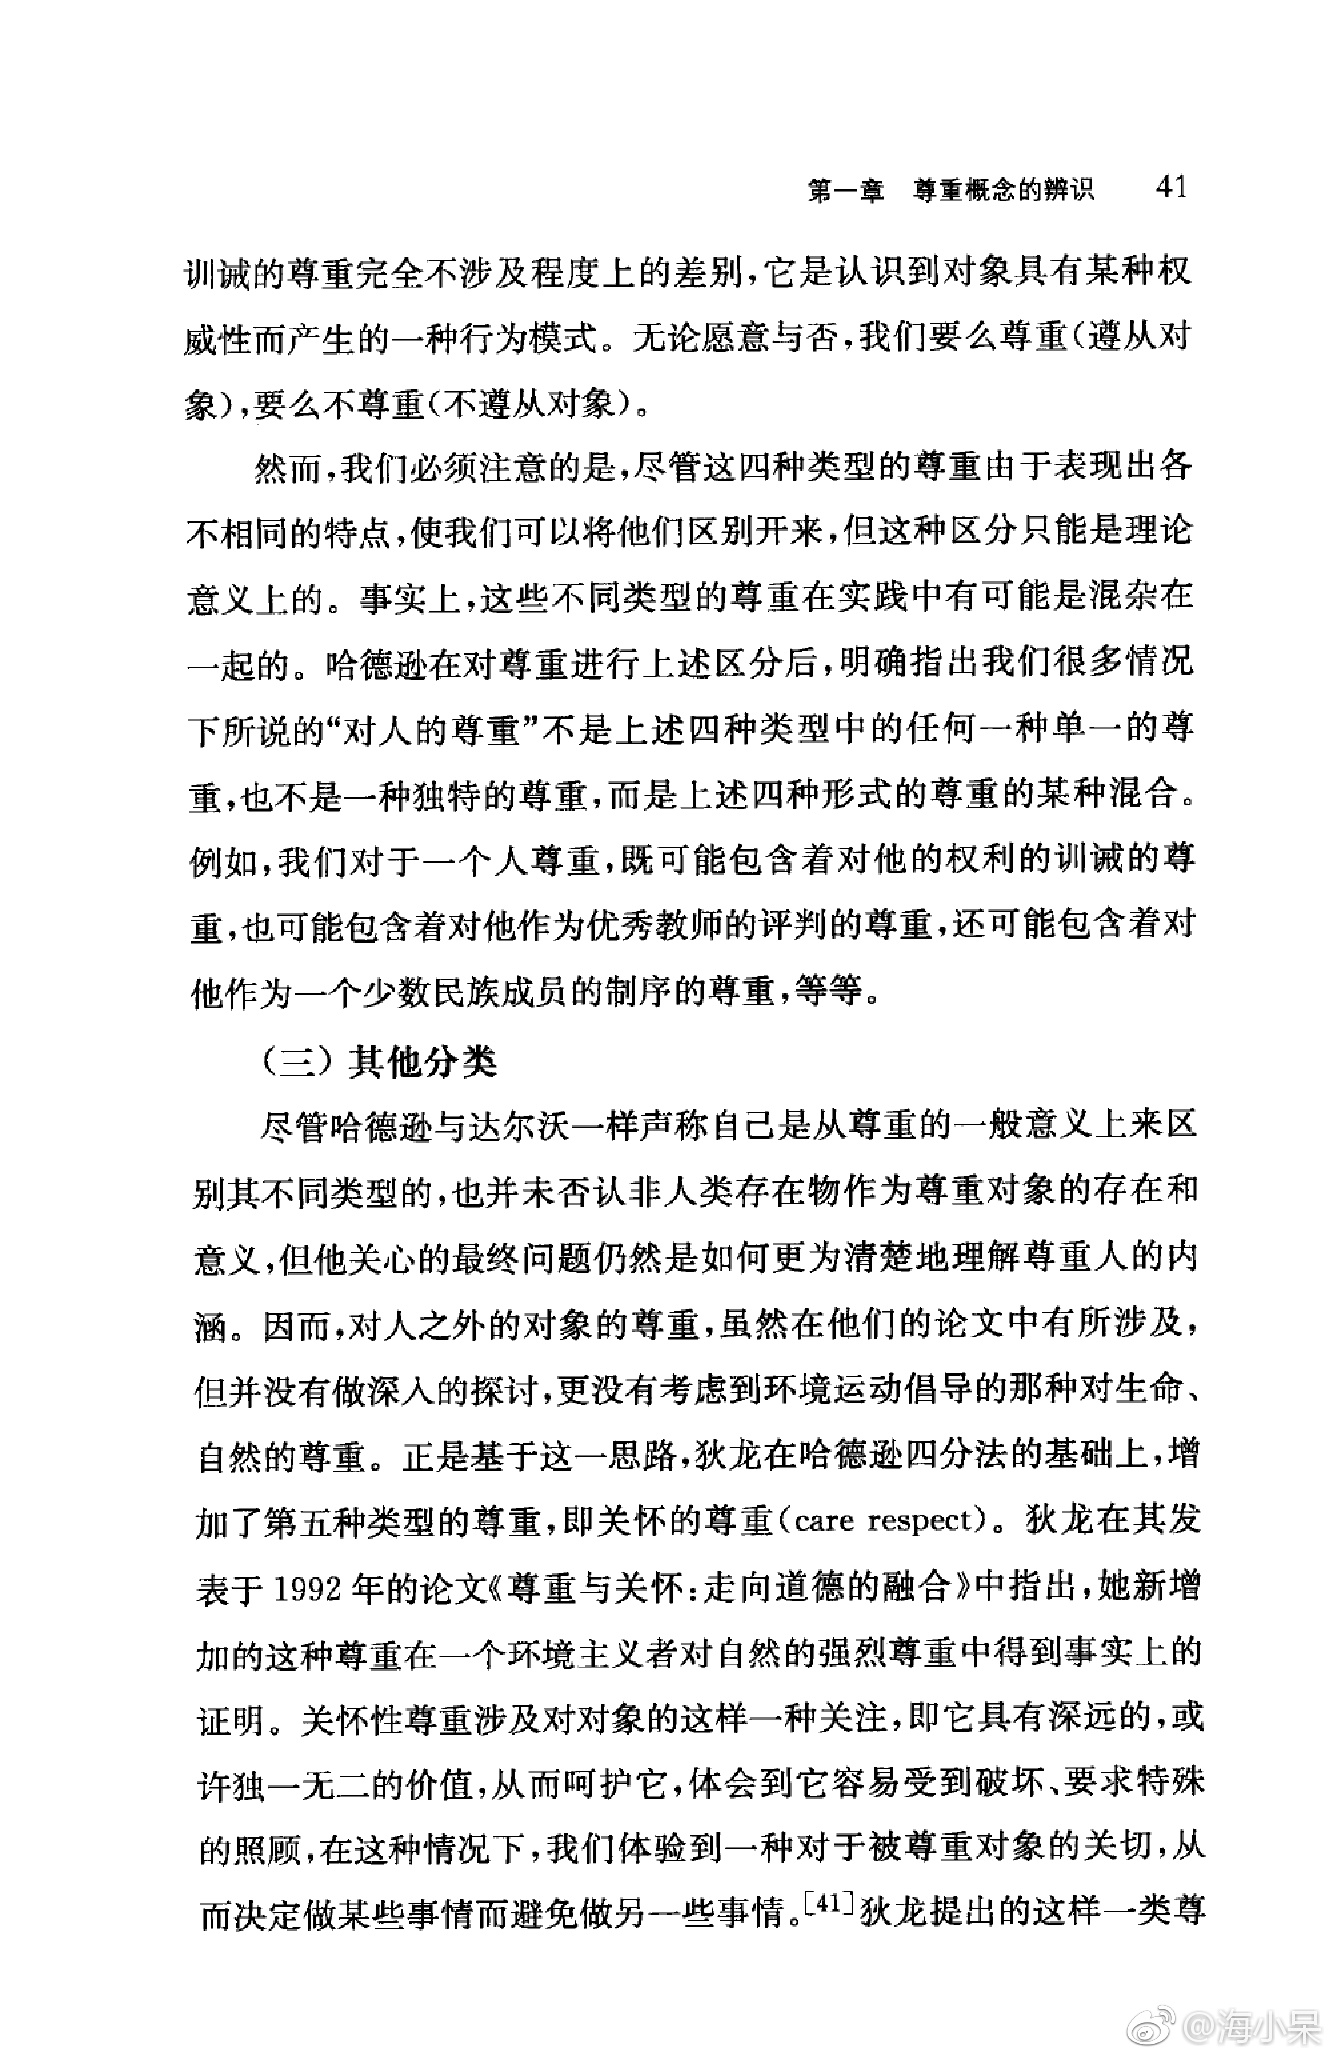 第一章 尊重概念的辨识 41
训诫的尊重完全不涉及程度上的差别,它是认识到对象具有某种权
威性而产生的一种行为模式。无论愿意与否,我们要么尊重(遵从对
象),要么不尊重(不遵从对象)。
然而,我们必须注意的是,尽管这四种类型的尊重由于表现出各
不相同的特点,使我们可以将他们区别开来,但这种区分只能是理论
意义上的。事实上,这些不同类型的尊重在实践中有可能是混杂在
一起的。哈德逊在对尊重进行上述区分后,明确指出我们很多情况
下所说的“对人的尊重”不是上述四种类型中的任何一种单一的尊
重,也不是一种独特的尊重,而是上述四种形式的尊重的某种混合。
例如,我们对于一个人尊重,既可能包含着对他的权利的训诫的尊
重,也可能包含着对他作为优秀教师的评判的尊重,还可能包含着对
他作为一个少数民族成员的制序的尊重,等等。
(三)其他分类
尽管哈德逊与达尔沃一样声称自己是从尊重的一般意义上来区
别其不同类型的,也并未否认非人类存在物作为尊重对象的存在和
意义,但他关心的最终问题仍然是如何更为清楚地理解尊重人的内
涵。因而,对人之外的对象的尊重,虽然在他们的论文中有所涉及,
但并没有做深入的探讨,更没有考虑到环境运动倡导的那种对生命、
自然的尊重。正是基于这一思路,狄龙在哈德逊四分法的基础上,增
加了第五种类型的尊重,即关怀的尊重(care respect)。狄龙在其发
表于1992年的论文《尊重与关怀:走向道德的融合》中指出,她新增
加的这种尊重在一个环境主义者对自然的强烈尊重中得到事实上的
证明。关怀性尊重涉及对对象的这样一种关注,即它具有深远的,或
许独一无二的价值,从而呵护它,体会到它容易受到破坏、要求特殊
的照顾,在这种情况下,我们体验到一种对于被尊重对象的关切,从
而决定做某些事情而避免做另一些事情。[41]狄龙提出的这样一类尊
@海小呆